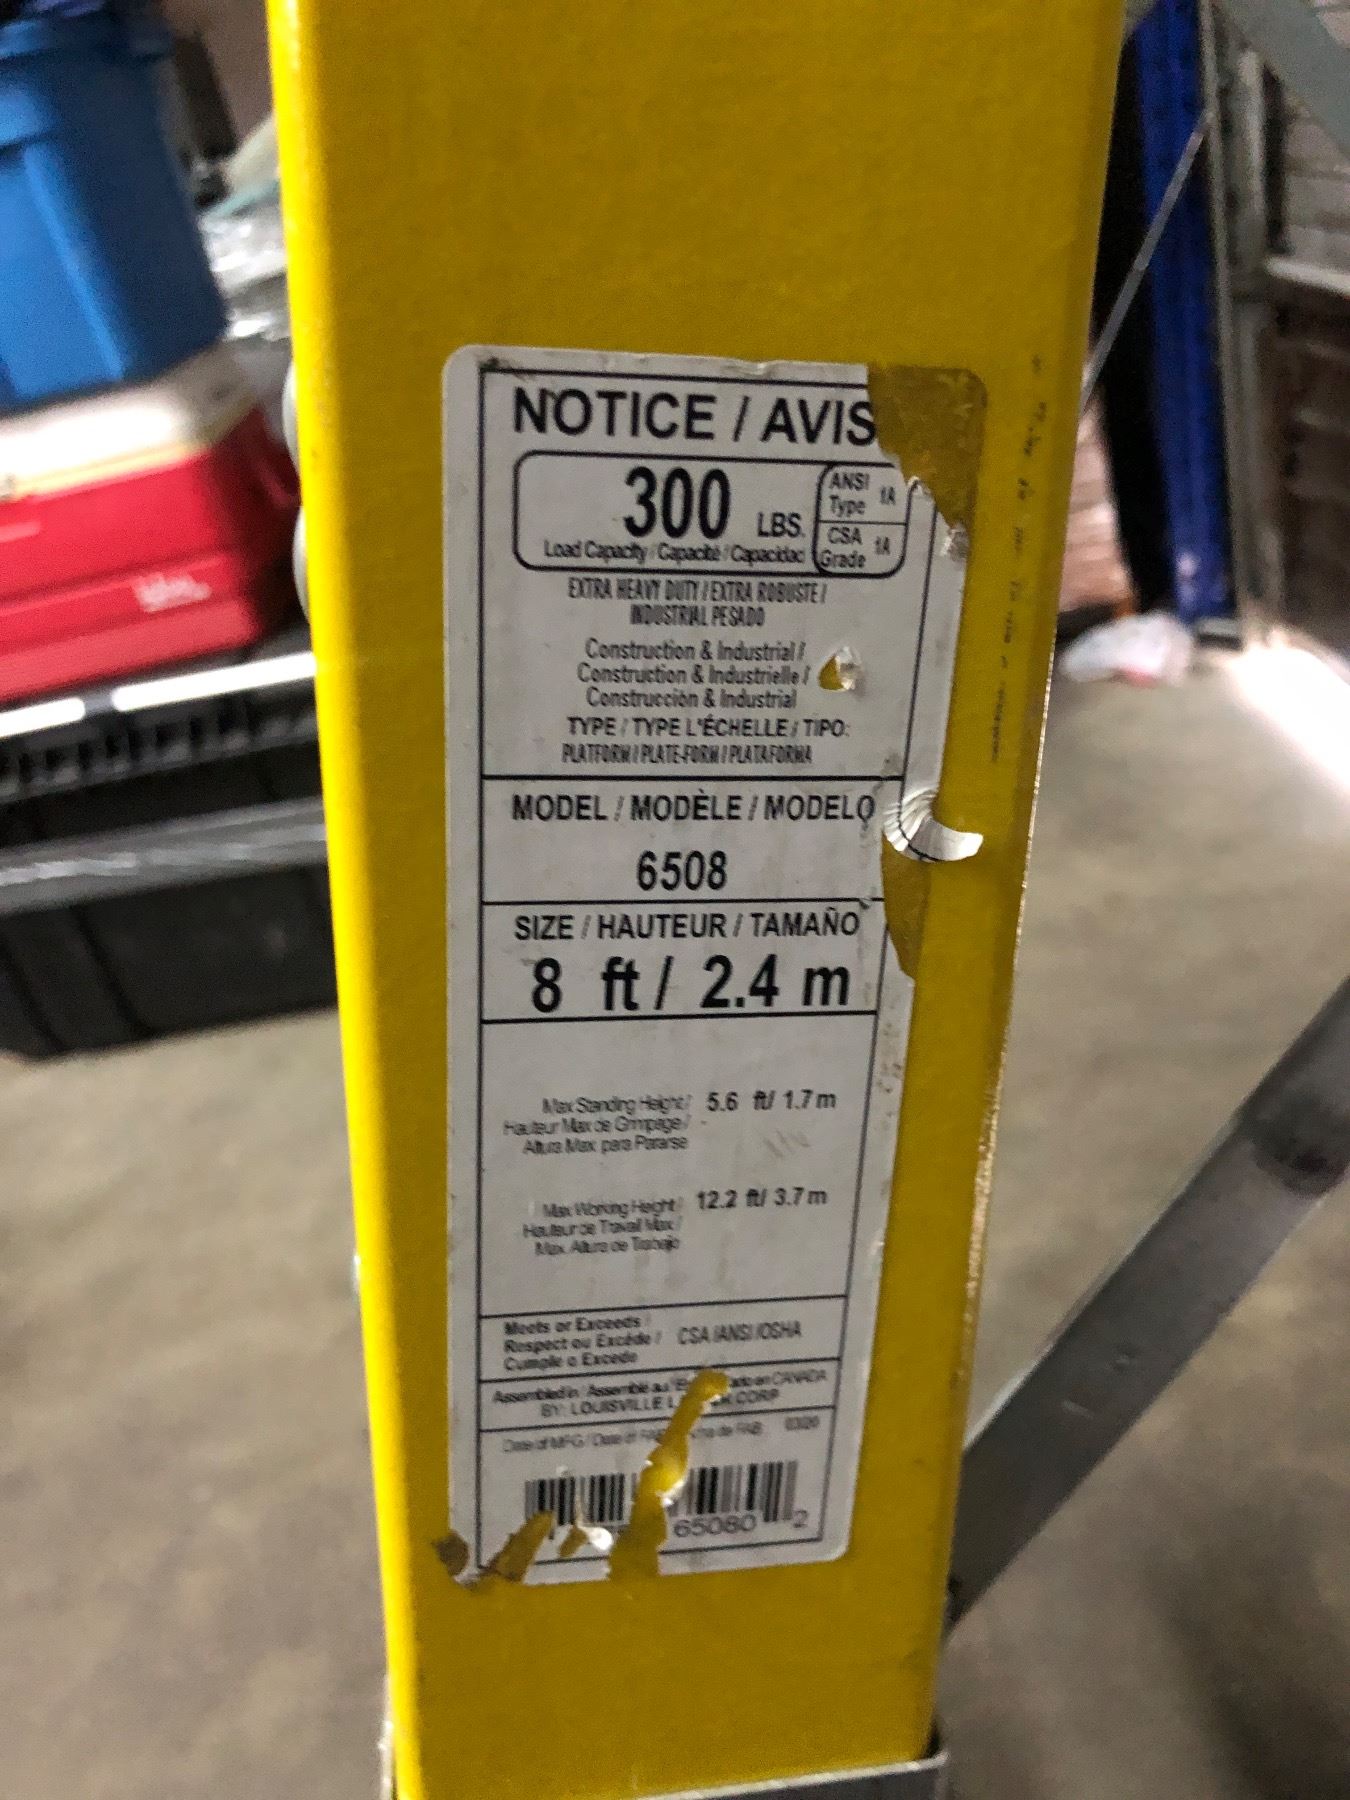 NOTICE / AVIS
300 LBS.
Load Capacity / Capacité / Capacidad
ANSI Type 1A
CSA Grade 1A
EXTRA HEAVY DUTY / EXTRA ROBUSTE /
INDUSTRIAL PESADO
Construction & Industrial /
Construction & Industrielle /
Construcción & Industrial
TYPE / TYPE L'ÉCHELLE / TIPO:
PLATFORM / PLATE-FORM / PLATAFORMA
MODEL / MODÈLE / MODELO
6508
SIZE / HAUTEUR / TAMAÑO
8 ft / 2.4 m
Max Standing Height / 5.6 ft/ 1.7 m
Hauteur Max de Grimpage /
Altura Max. para Pararse
Max Working Height / 12.2 ft/ 3.7 m
Hauteur de Travail Max /
Max. Altura de Trabajo
Meets or Exceeds /
Respect ou Excède / CSA /ANSI /OSHA
Cumple o Excede
Assembled in / Assemblé au / en CANADA
BY: LOUISVILLE CORP
Date of MFG / Date de FAB 03/20
65080 2